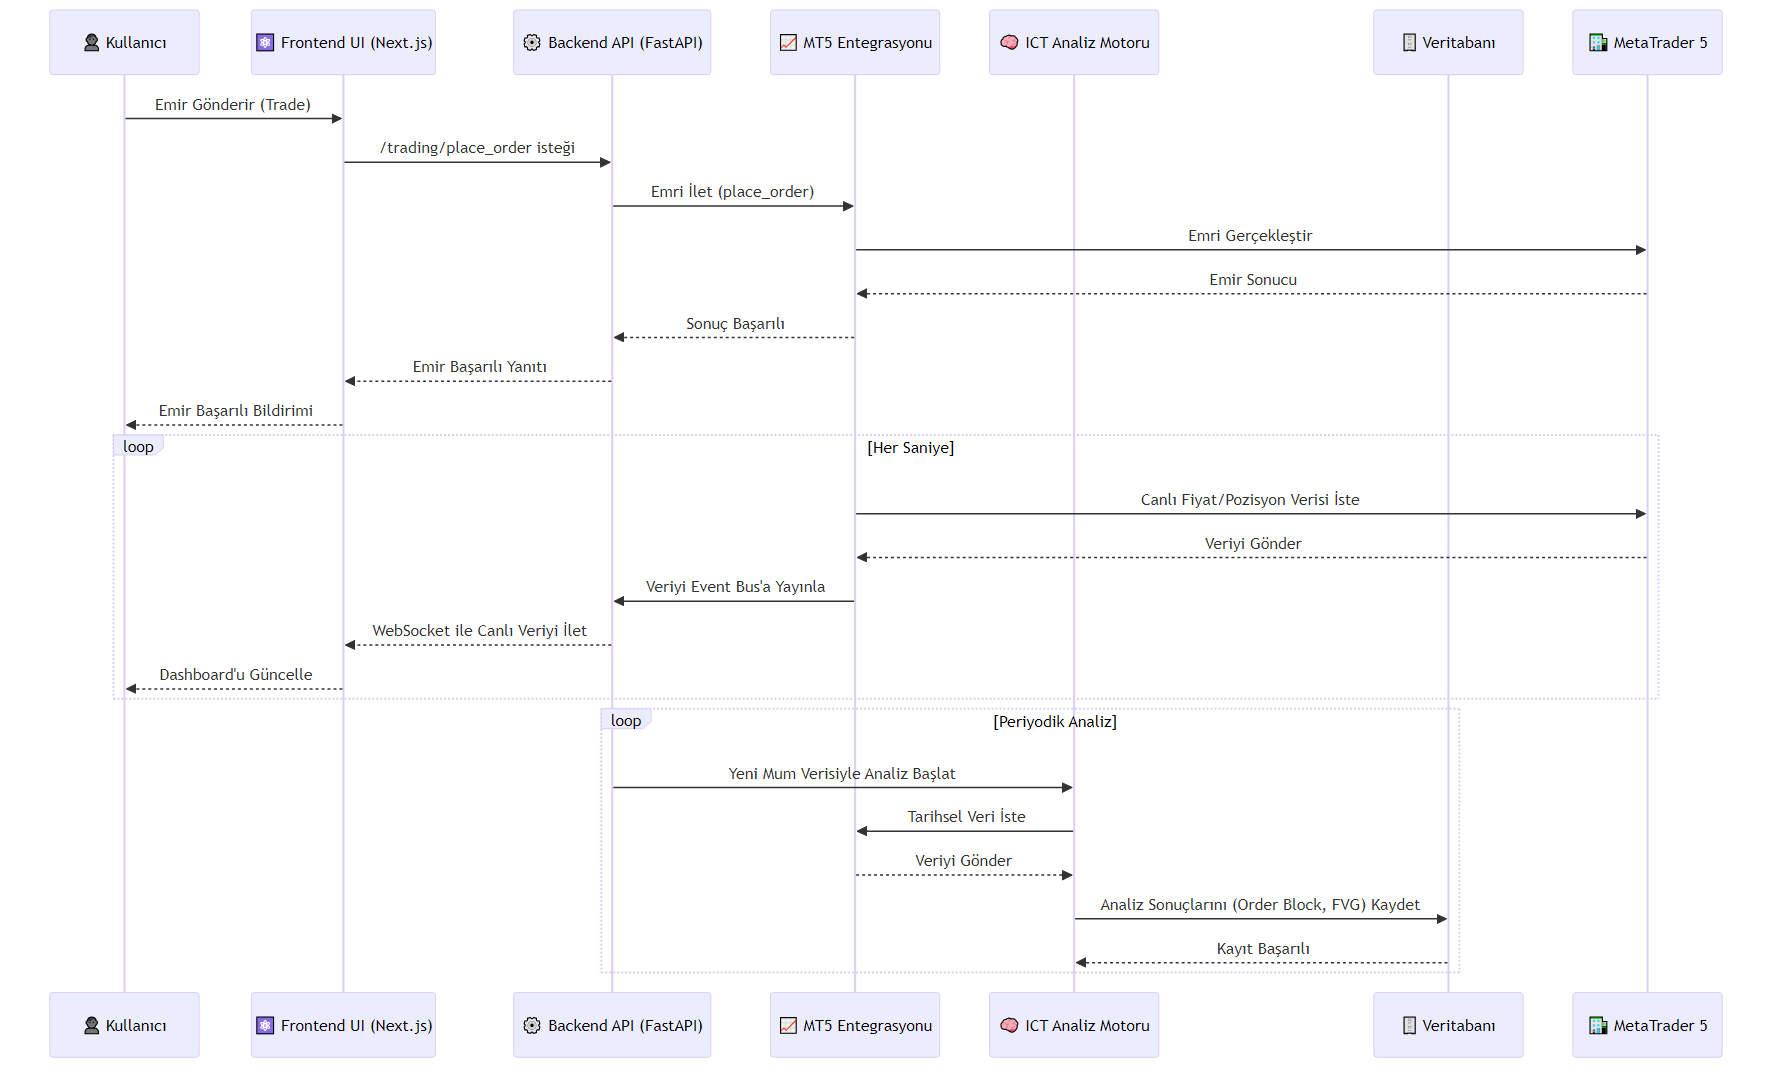 Kullanıcı
Frontend UI (Next.js)
Backend API (FastAPI)
MT5 Entegrasyonu
ICT Analiz Motoru
Veritabanı
MetaTrader 5
Emir Gönderir (Trade)
/trading/place_order isteği
Emri İlet (place_order)
Emri Gerçekleştir
Emir Sonucu
Sonuç Başarılı
Emir Başarılı Yanıtı
Emir Başarılı Bildirimi
loop
[Her Saniye]
Canlı Fiyat/Pozisyon Verisi İste
Veriyi Gönder
Veriyi Event Bus'a Yayınla
WebSocket ile Canlı Veriyi İlet
Dashboard'u Güncelle
loop
[Periyodik Analiz]
Yeni Mum Verisiyle Analiz Başlat
Tarihsel Veri İste
Veriyi Gönder
Analiz Sonuçlarını (Order Block, FVG) Kaydet
Kayıt Başarılı
Kullanıcı
Frontend UI (Next.js)
Backend API (FastAPI)
MT5 Entegrasyonu
ICT Analiz Motoru
Veritabanı
MetaTrader 5